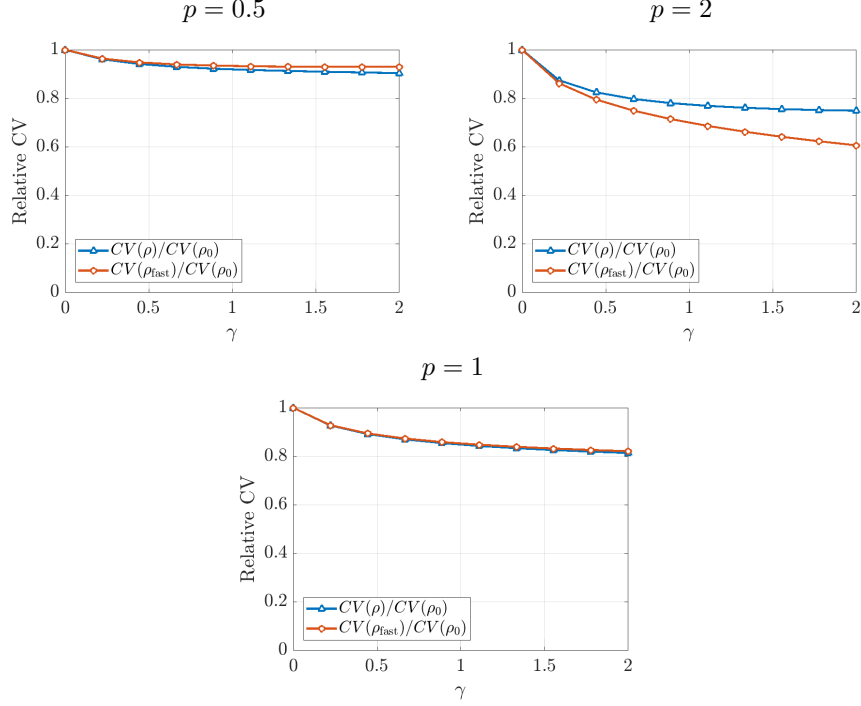 p = 0.5
Relative CV
1
0.8
0.6
0.4
0.2
0
CV(ρ)/CV(ρ₀)
CV(ρ_fast)/CV(ρ₀)
0 0.5 1 1.5 2
γ
p = 2
Relative CV
1
0.8
0.6
0.4
0.2
0
CV(ρ)/CV(ρ₀)
CV(ρ_fast)/CV(ρ₀)
0 0.5 1 1.5 2
γ
p = 1
Relative CV
1
0.8
0.6
0.4
0.2
0
CV(ρ)/CV(ρ₀)
CV(ρ_fast)/CV(ρ₀)
0 0.5 1 1.5 2
γ